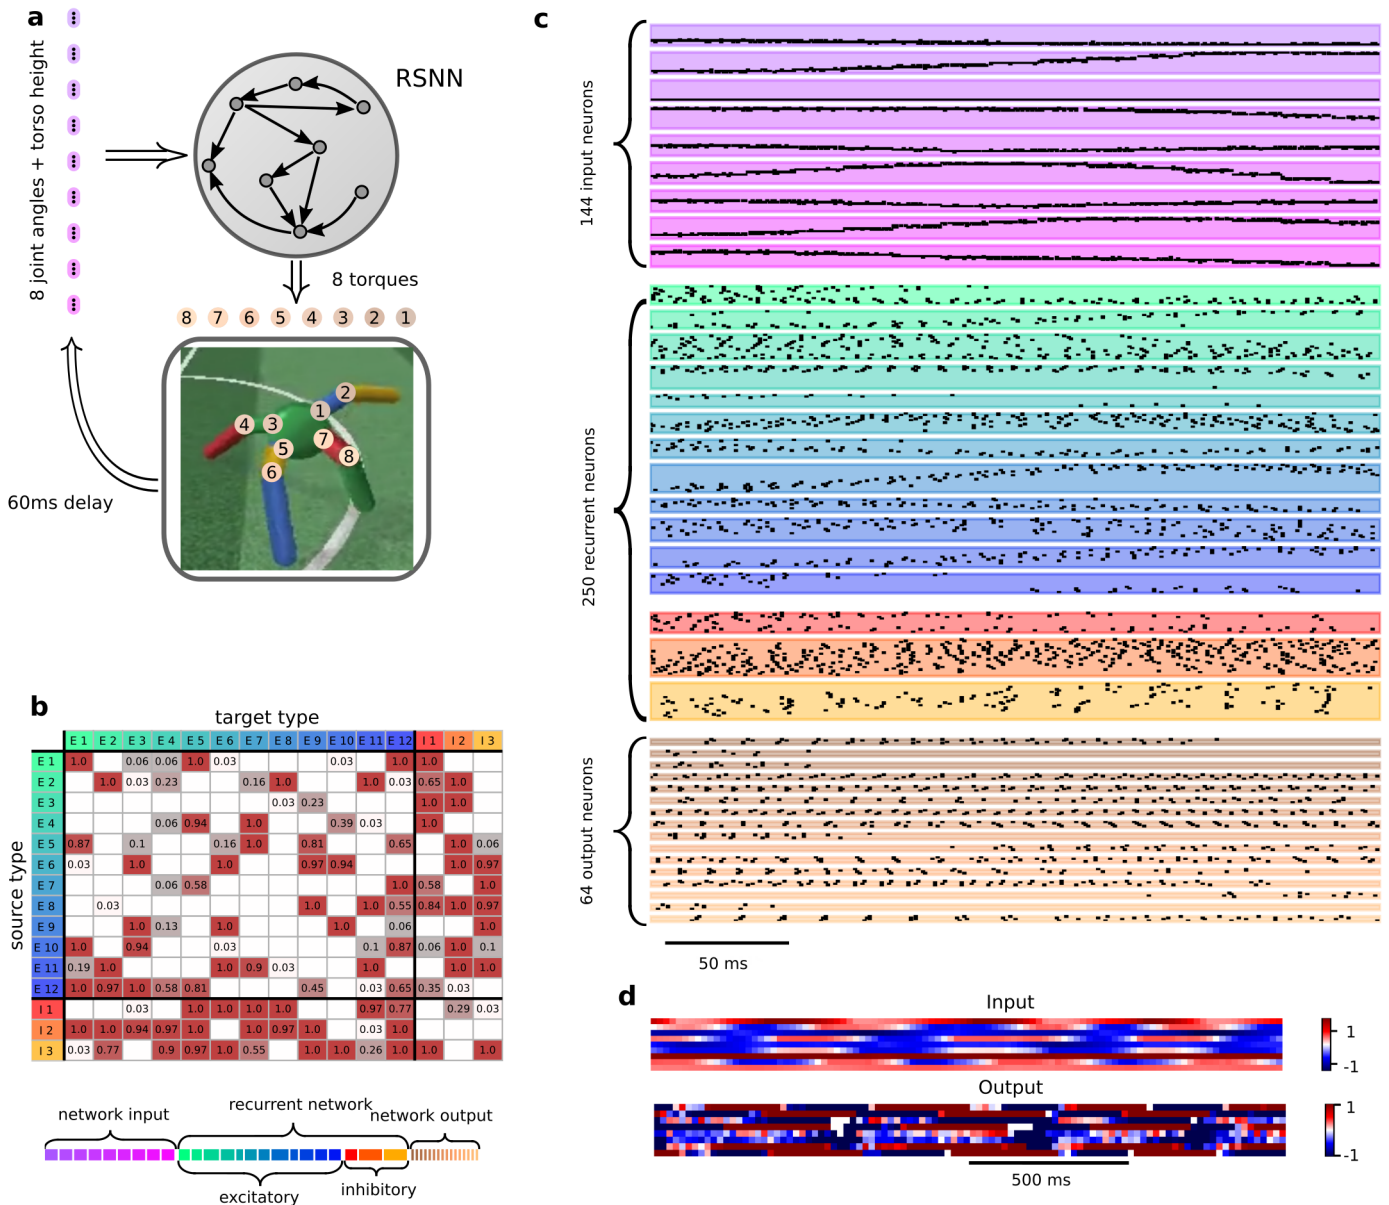 a
8 joint angles + torso height
RSNN
8 torques
8 7 6 5 4 3 2 1
2
1
4 3
7
5
8
6
60ms delay
b
target type
source type
E 1 E 2 E 3 E 4 E 5 E 6 E 7 E 8 E 9 E 10 E 11 E 12 I 1 I 2 I 3
E 1 1.0 0.06 0.06 1.0 0.03 0.03 1.0 1.0
E 2 1.0 0.03 0.23 0.16 1.0 1.0 0.03 0.65 1.0
E 3 0.03 0.23 1.0 1.0
E 4 0.06 0.94 1.0 0.39 0.03 1.0
E 5 0.87 0.1 0.16 1.0 0.81 0.65 1.0 0.06
E 6 0.03 1.0 1.0 0.97 0.94 1.0 0.97
E 7 0.06 0.58 1.0 0.58 1.0
E 8 0.03 1.0 1.0 0.55 0.84 1.0 0.97
E 9 1.0 0.13 1.0 1.0 0.06 1.0
E 10 1.0 0.94 0.03 0.1 0.87 0.06 1.0 0.1
E 11 0.19 1.0 1.0 0.9 0.03 1.0 1.0 1.0
E 12 1.0 0.97 1.0 0.58 0.81 0.45 0.03 0.65 0.35 0.03
I 1 0.03 1.0 1.0 1.0 1.0 0.97 0.77 0.29 0.03
I 2 1.0 1.0 0.94 0.97 1.0 1.0 0.97 1.0 0.03 1.0
I 3 0.03 0.77 0.9 0.97 1.0 0.55 1.0 1.0 0.26 1.0 1.0 1.0
network input
recurrent network
network output
excitatory
inhibitory
c
144 input neurons
250 recurrent neurons
64 output neurons
50 ms
d
Input
1
-1
Output
1
-1
500 ms